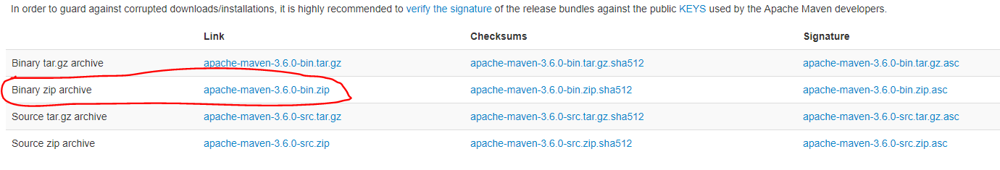 In order to guard against corrupted downloads/installations, it is highly recommended to verify the signature of the release bundles against the public KEYS used by the Apache Maven developers.
Link Checksums Signature
Binary tar.gz archive apache-maven-3.6.0-bin.tar.gz apache-maven-3.6.0-bin.tar.gz.sha512 apache-maven-3.6.0-bin.tar.gz.asc
Binary zip archive apache-maven-3.6.0-bin.zip apache-maven-3.6.0-bin.zip.sha512 apache-maven-3.6.0-bin.zip.asc
Source tar.gz archive apache-maven-3.6.0-src.tar.gz apache-maven-3.6.0-src.tar.gz.sha512 apache-maven-3.6.0-src.tar.gz.asc
Source zip archive apache-maven-3.6.0-src.zip apache-maven-3.6.0-src.zip.sha512 apache-maven-3.6.0-src.zip.asc